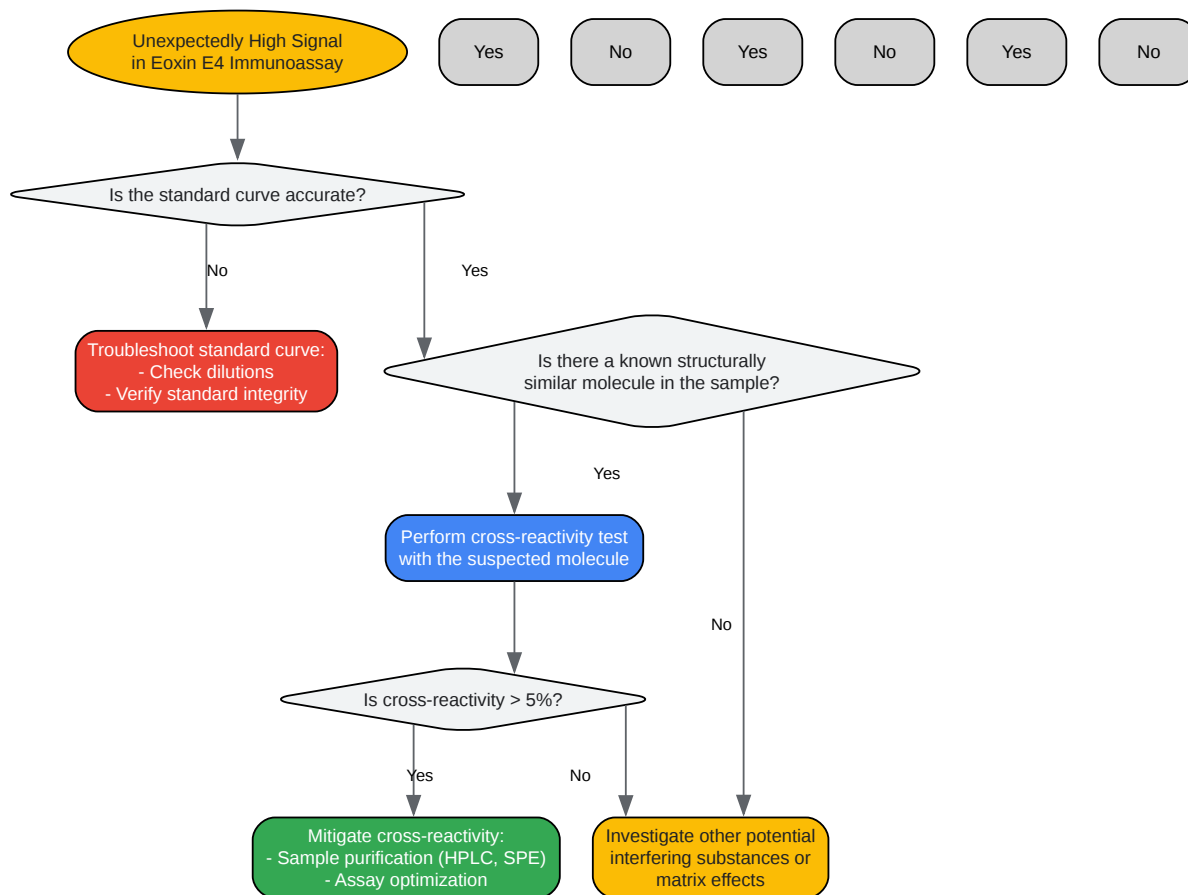 Unexpectedly High Signal
in Eoxin E4 Immunoassay
Yes
No
Yes
No
Yes
No
Is the standard curve accurate?
No
Yes
Troubleshoot standard curve:
- Check dilutions
- Verify standard integrity
Is there a known structurally
similar molecule in the sample?
Yes
Perform cross-reactivity test
with the suspected molecule
No
Is cross-reactivity > 5%?
Yes
No
Mitigate cross-reactivity:
- Sample purification (HPLC, SPE)
- Assay optimization
Investigate other potential
interfering substances or
matrix effects